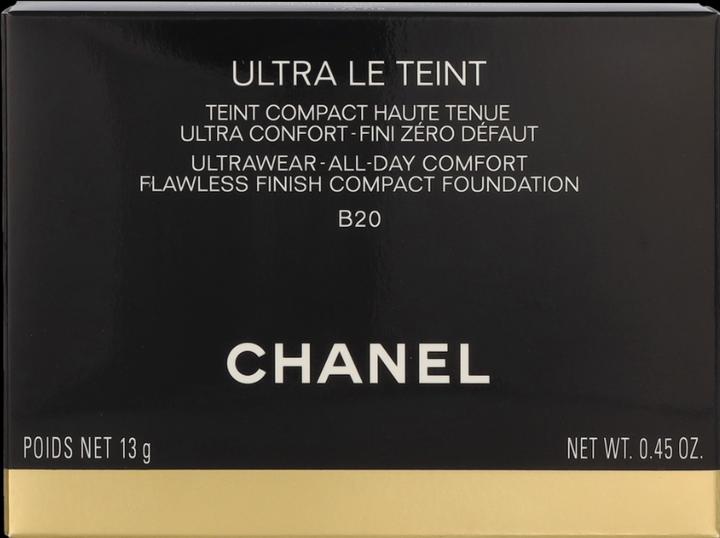 ULTRA LE TEINT
TEINT COMPACT HAUTE TENUE
ULTRA CONFORT-FINI ZÉRO DÉFAUT
ULTRAWEAR-ALL-DAY COMFORT
FLAWLESS FINISH COMPACT FOUNDATION
B20
CHANEL
POIDS NET 13 g
NET WT. 0.45 OZ.